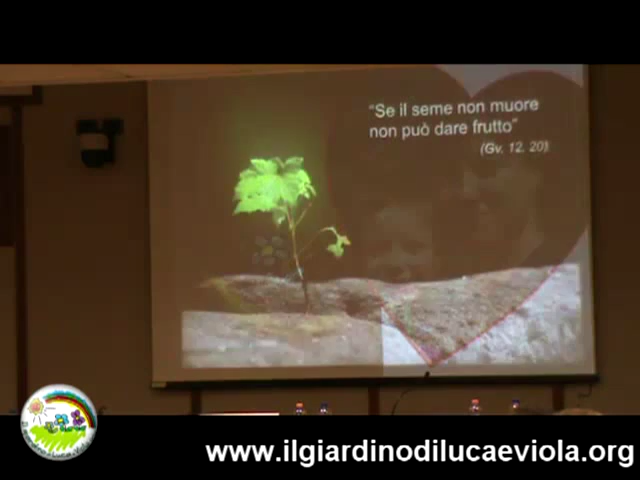 “Se il seme non muore
non può dare frutto”
(Gv. 12, 20)
www.ilgiardinodilucaeviola.org